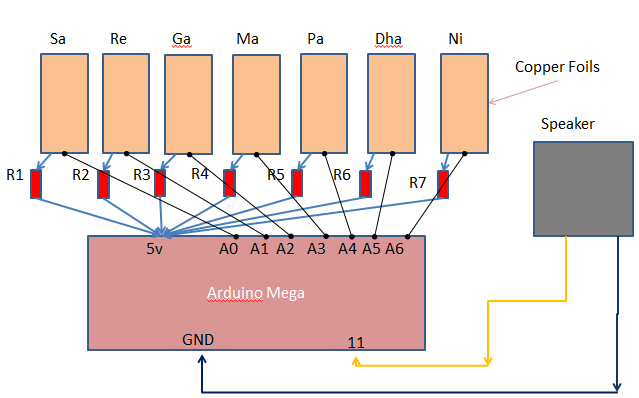 Sa Re Ga Ma Pa Dha Ni
Copper Foils
Speaker
R1 R2 R3 R4 R5 R6 R7
5v A0 A1 A2 A3 A4 A5 A6
Arduino Mega
GND 11